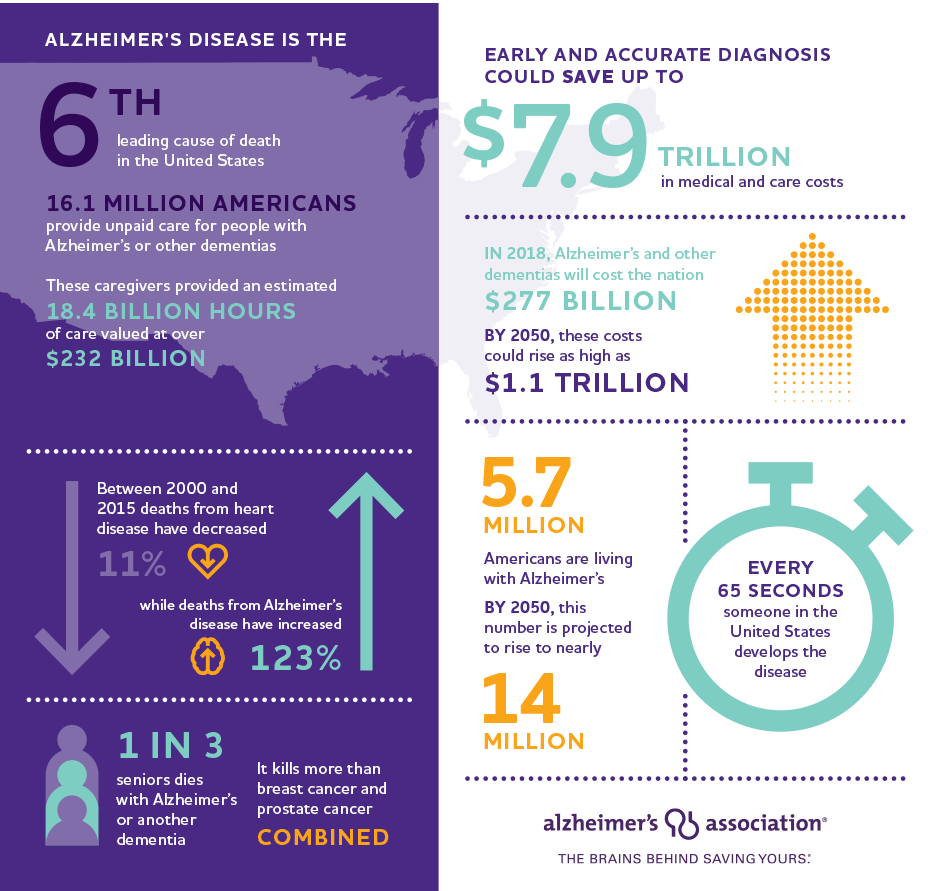 ALZHEIMER'S DISEASE IS THE
6TH
leading cause of death
in the United States
16.1 MILLION AMERICANS
provide unpaid care for people with
Alzheimer's or other dementias
These caregivers provided an estimated
18.4 BILLION HOURS
of care valued at over
$232 BILLION
Between 2000 and
2015 deaths from heart
disease have decreased
11%
while deaths from Alzheimer's
disease have increased
123%
1 IN 3
seniors dies
with Alzheimer's
or another
dementia
It kills more than
breast cancer and
prostate cancer
COMBINED
EARLY AND ACCURATE DIAGNOSIS
COULD SAVE UP TO
$7.9
TRILLION
in medical and care costs
IN 2018, Alzheimer's and other
dementias will cost the nation
$277 BILLION
BY 2050, these costs
could rise as high as
$1.1 TRILLION
5.7
MILLION
Americans are living
with Alzheimer's
BY 2050, this
number is projected
to rise to nearly
14
MILLION
EVERY
65 SECONDS
someone in the
United States
develops the
disease
alzheimer's association®
THE BRAINS BEHIND SAVING YOURS.®